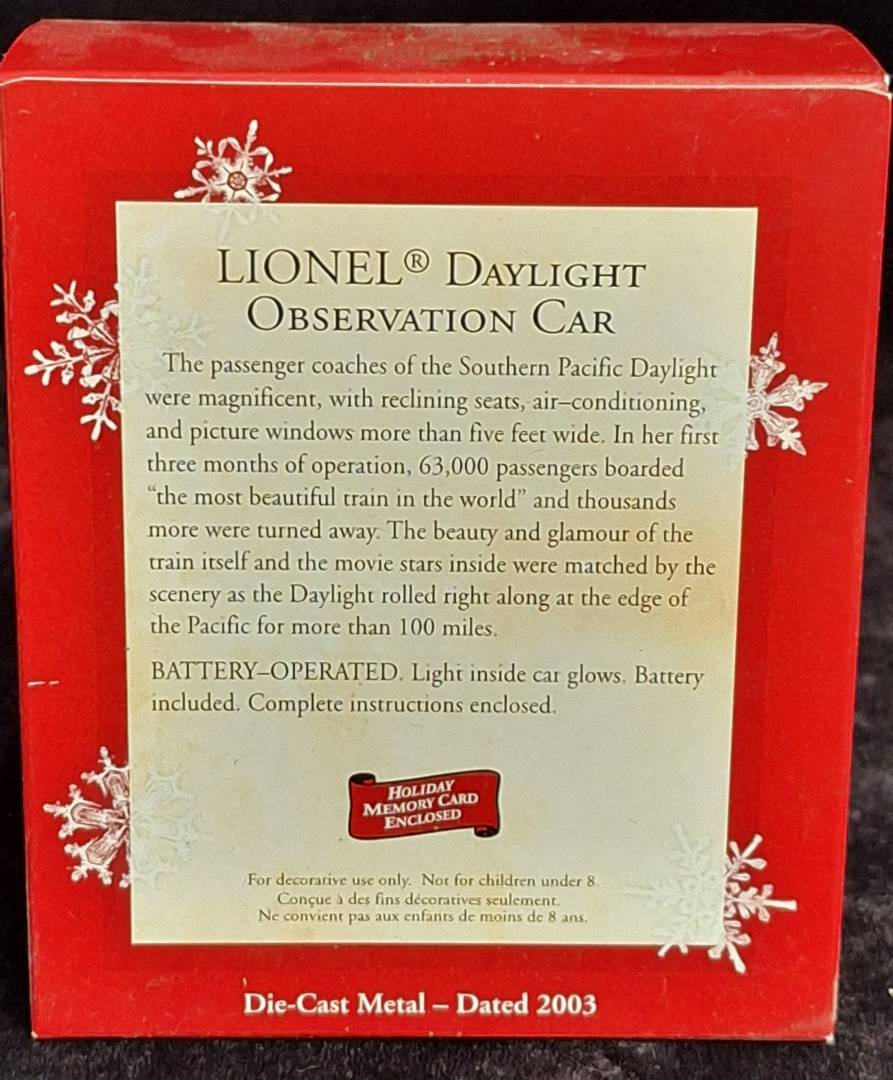 LIONEL® DAYLIGHT
OBSERVATION CAR
The passenger coaches of the Southern Pacific Daylight
were magnificent, with reclining seats, air–conditioning,
and picture windows more than five feet wide. In her first
three months of operation, 63,000 passengers boarded
“the most beautiful train in the world” and thousands
more were turned away. The beauty and glamour of the
train itself and the movie stars inside were matched by the
scenery as the Daylight rolled right along at the edge of
the Pacific for more than 100 miles.
BATTERY–OPERATED. Light inside car glows. Battery
included. Complete instructions enclosed.
HOLIDAY
MEMORY CARD
ENCLOSED
For decorative use only. Not for children under 8.
Conçue à des fins décoratives seulement.
Ne convient pas aux enfants de moins de 8 ans.
Die-Cast Metal – Dated 2003